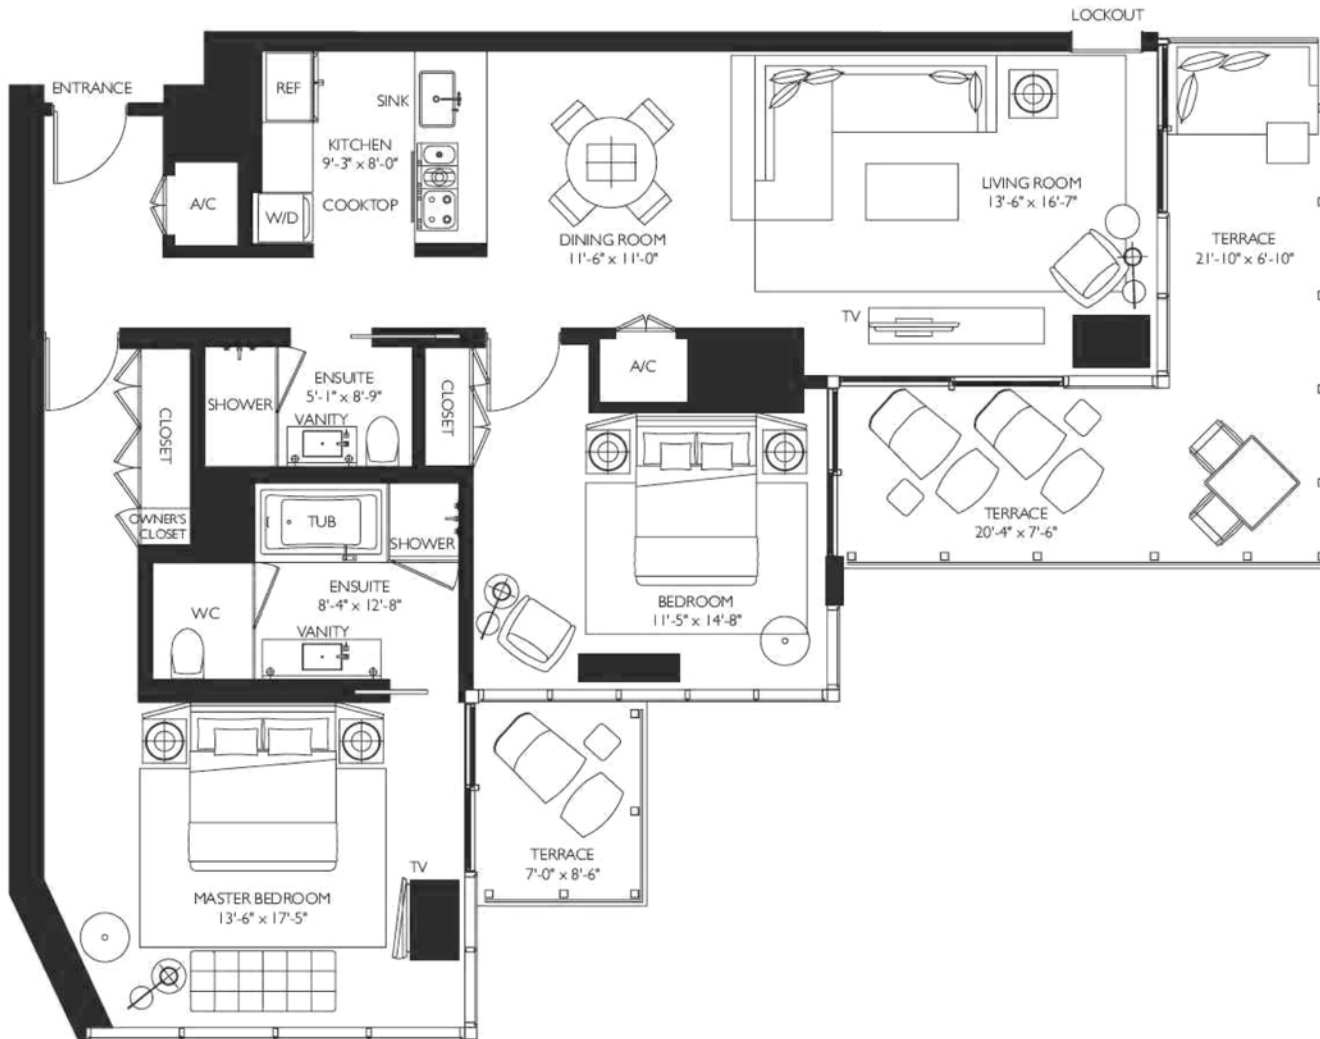 LOCKOUT
ENTRANCE
REF
SINK
KITCHEN
9'-3" x 8'-0"
A/C
W/D
COOKTOP
DINING ROOM
11'-6" x 11'-0"
LIVING ROOM
13'-6" x 16'-7"
TERRACE
21'-10" x 6'-10"
TV
A/C
CLOSET
SHOWER
ENSUITE
5'-1" x 8'-9"
VANITY
CLOSET
OWNER'S
CLOSET
TUB
SHOWER
TERRACE
20'-4" x 7'-6"
WC
ENSUITE
8'-4" x 12'-8"
VANITY
BEDROOM
11'-5" x 14'-8"
TERRACE
7'-0" x 8'-6"
TV
MASTER BEDROOM
13'-6" x 17'-5"